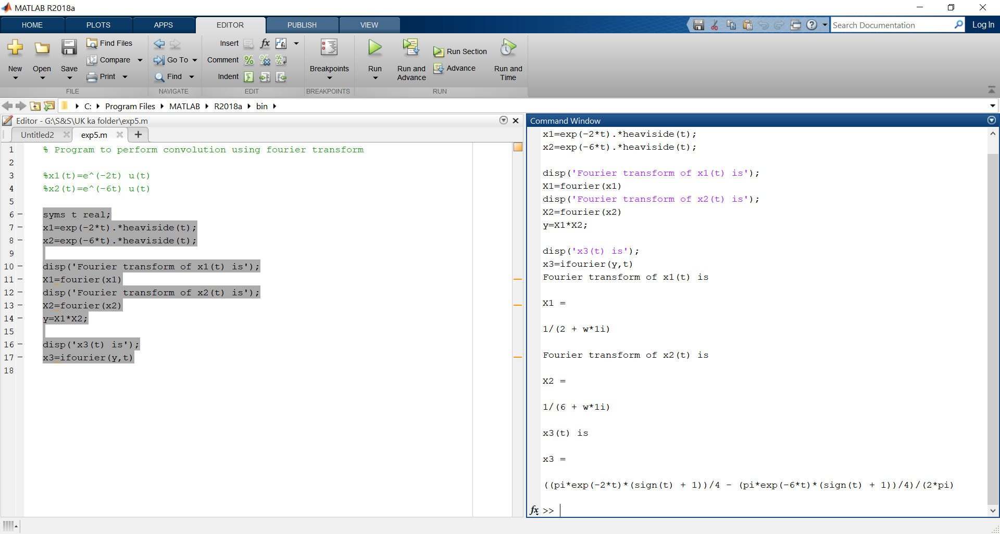 MATLAB R2018a
HOME PLOTS APPS EDITOR PUBLISH VIEW Search Documentation Log In
New Open Save Find Files Compare Print
Go To Find
Insert fx Comment Indent
Breakpoints
Run Run and Advance Run Section Advance Run and Time
FILE NAVIGATE EDIT BREAKPOINTS RUN
C: Program Files MATLAB R2018a bin
Editor - G:\S&S\UK ka folder\exp5.m
Untitled2 exp5.m +
1 % Program to perform convolution using fourier transform
2
3 %x1(t)=e^(-2t) u(t)
4 %x2(t)=e^(-6t) u(t)
5
6 – syms t real;
7 – x1=exp(-2*t).*heaviside(t);
8 – x2=exp(-6*t).*heaviside(t);
9
10 – disp('Fourier transform of x1(t) is');
11 – X1=fourier(x1)
12 – disp('Fourier transform of x2(t) is');
13 – X2=fourier(x2)
14 – y=X1*X2;
15
16 – disp('x3(t) is');
17 – x3=ifourier(y,t)
18
Command Window
x1=exp(-2*t).*heaviside(t);
x2=exp(-6*t).*heaviside(t);
disp('Fourier transform of x1(t) is');
X1=fourier(x1)
disp('Fourier transform of x2(t) is');
X2=fourier(x2)
y=X1*X2;
disp('x3(t) is');
x3=ifourier(y,t)
Fourier transform of x1(t) is
X1 =
1/(2 + w*1i)
Fourier transform of x2(t) is
X2 =
1/(6 + w*1i)
x3(t) is
x3 =
((pi*exp(-2*t)*(sign(t) + 1))/4 - (pi*exp(-6*t)*(sign(t) + 1))/4)/(2*pi)
fx >>